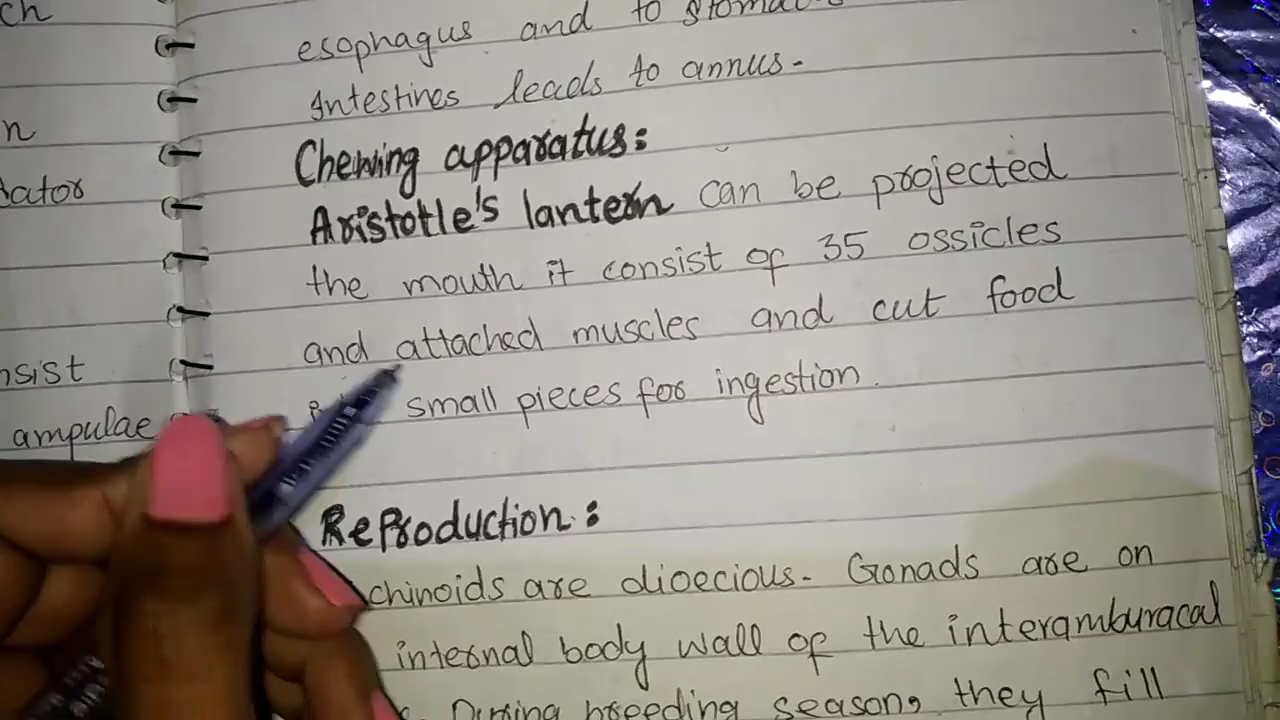 ch
esophagus and to
Intestines leads to annus.
n
Chewing apparatus:
Aristotle's lantern can be projected
the mouth it consist of 35 ossicles
and attached muscles and cut food
nsist
small pieces for ingestion.
ampulae
Reproduction:
chinoids are dioecious. Gonads are on
internal body wall of the interamburacal
During breeding season, they fill